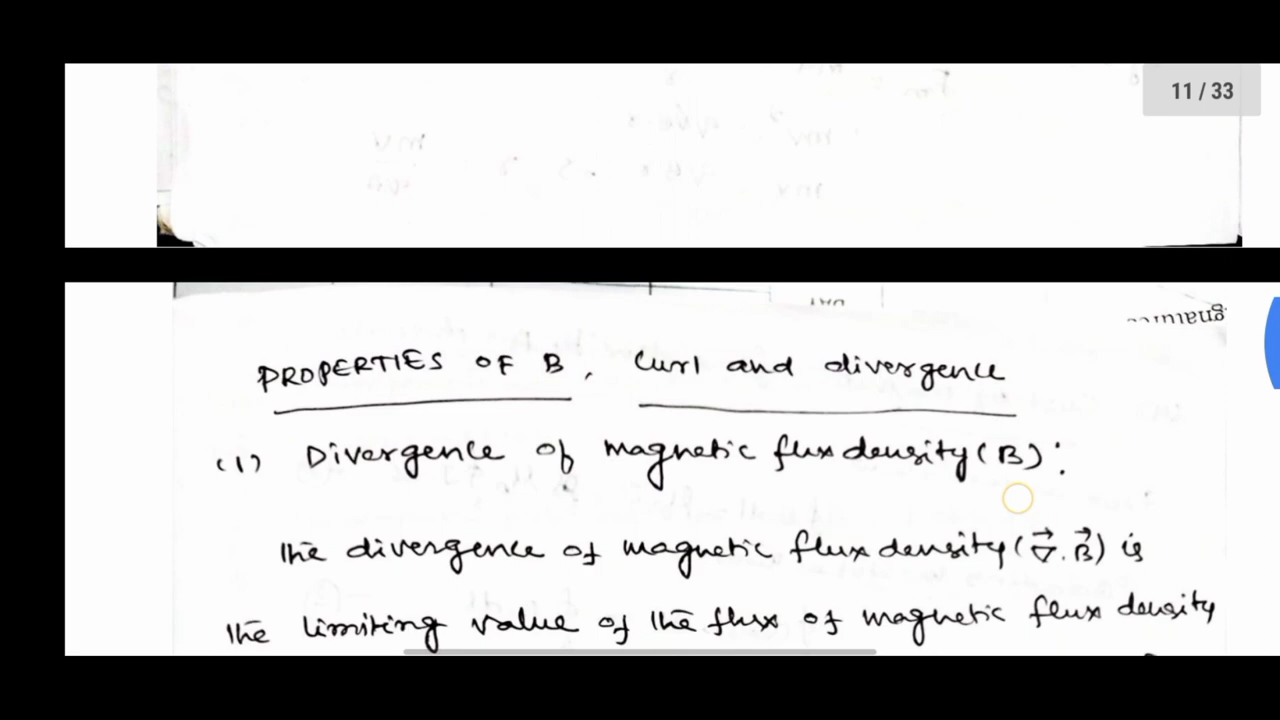 11 / 33
PROPERTIES OF B, Curl and divergence
(1) Divergence of magnetic flux density (B):
The divergence of magnetic flux density (∇⃗. B⃗) is
the limiting value of the flux of magnetic flux density